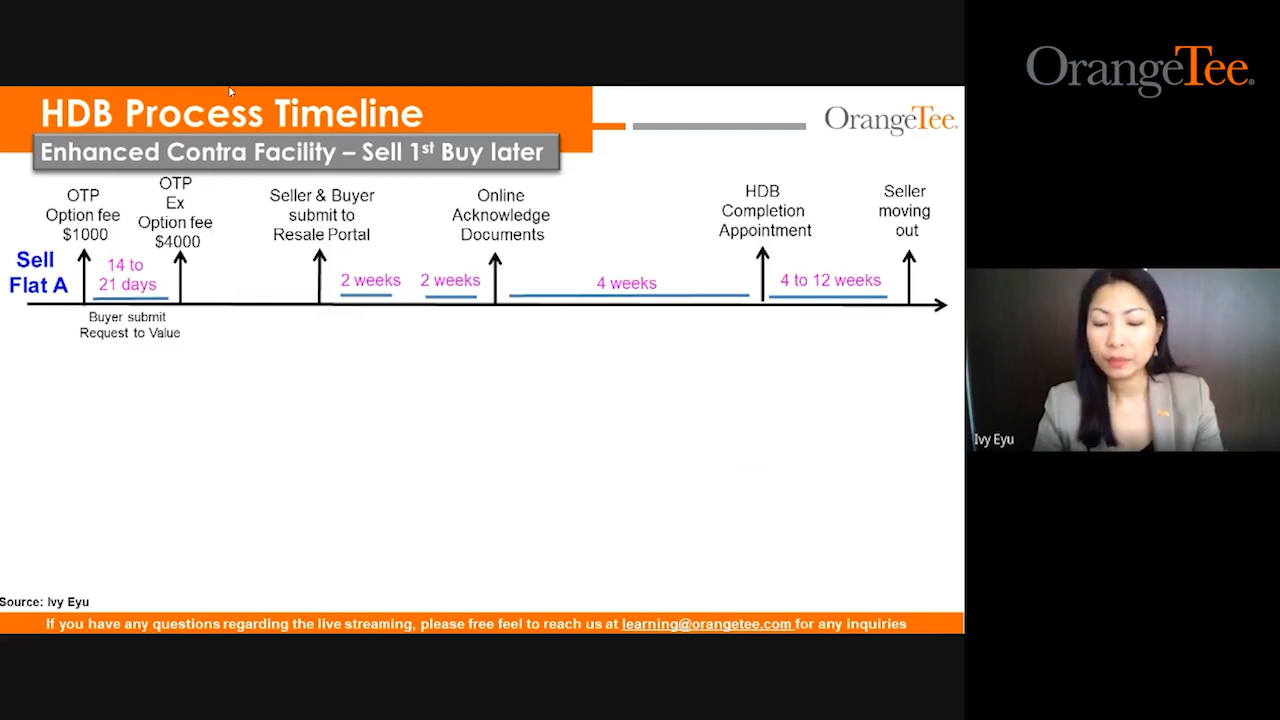 OrangeTee
HDB Process Timeline
Enhanced Contra Facility – Sell 1st Buy later
OrangeTee
OTP
Option fee
$1000
OTP
Ex
Option fee
$4000
Seller & Buyer
submit to
Resale Portal
Online
Acknowledge
Documents
HDB
Completion
Appointment
Seller
moving
out
Sell
Flat A
14 to
21 days
2 weeks
2 weeks
4 weeks
4 to 12 weeks
Buyer submit
Request to Value
Ivy Eyu
Source: Ivy Eyu
If you have any questions regarding the live streaming, please free feel to reach us at learning@orangetee.com for any inquiries